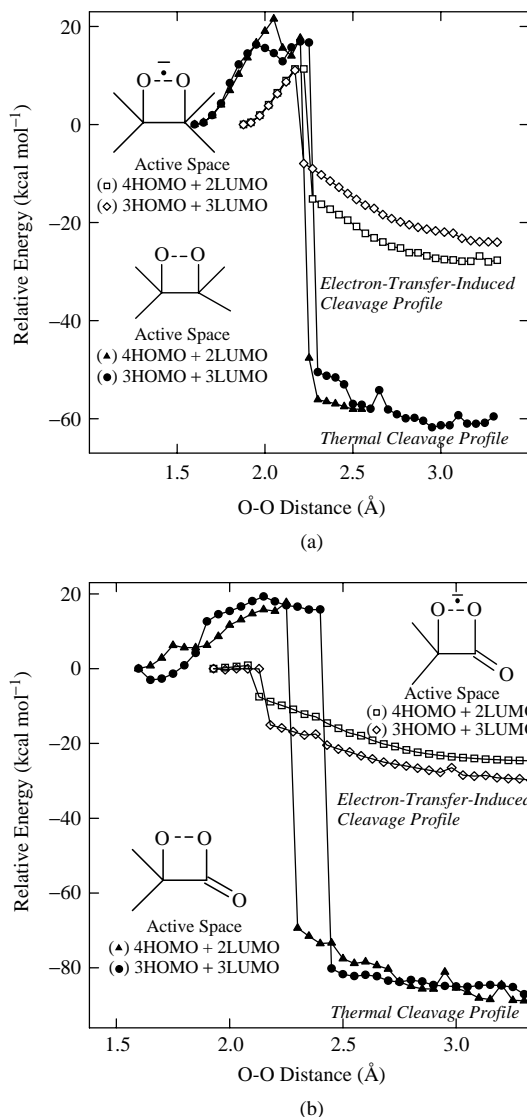 20
0
−20
−40
−60
Relative Energy (kcal mol−1)
O O
Active Space
(□) 4HOMO + 2LUMO
(◇) 3HOMO + 3LUMO
O O
Active Space
(▲) 4HOMO + 2LUMO
(●) 3HOMO + 3LUMO
Electron-Transfer-Induced
Cleavage Profile
Thermal Cleavage Profile
1.5 2.0 2.5 3.0
O-O Distance (Å)
(a)
20
0
−20
−40
−60
−80
Relative Energy (kcal mol−1)
O O
O
Active Space
(□) 4HOMO + 2LUMO
(◇) 3HOMO + 3LUMO
Electron-Transfer-Induced
Cleavage Profile
O O
O
Active Space
(▲) 4HOMO + 2LUMO
(●) 3HOMO + 3LUMO
Thermal Cleavage Profile
1.5 2.0 2.5 3.0
O-O Distance (Å)
(b)